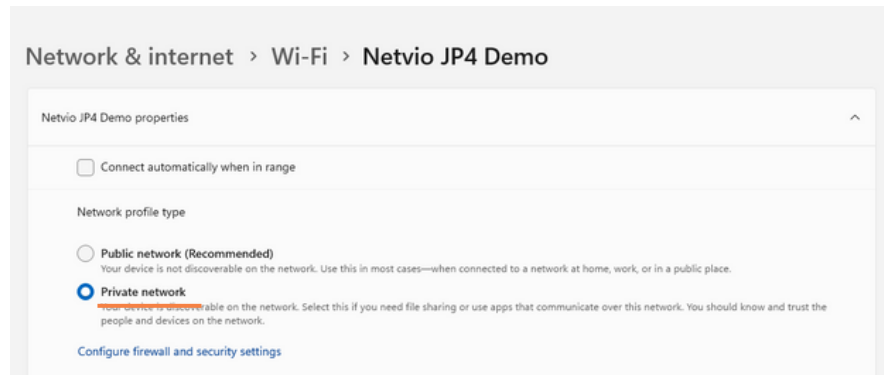 Network & internet > Wi-Fi > Netvio JP4 Demo
Netvio JP4 Demo properties
Connect automatically when in range
Network profile type
Public network (Recommended)
Your device is not discoverable on the network. Use this in most cases—when connected to a network at home, work, or in a public place.
Private network
Your device is discoverable on the network. Select this if you need file sharing or use apps that communicate over this network. You should know and trust the
people and devices on the network.
Configure firewall and security settings